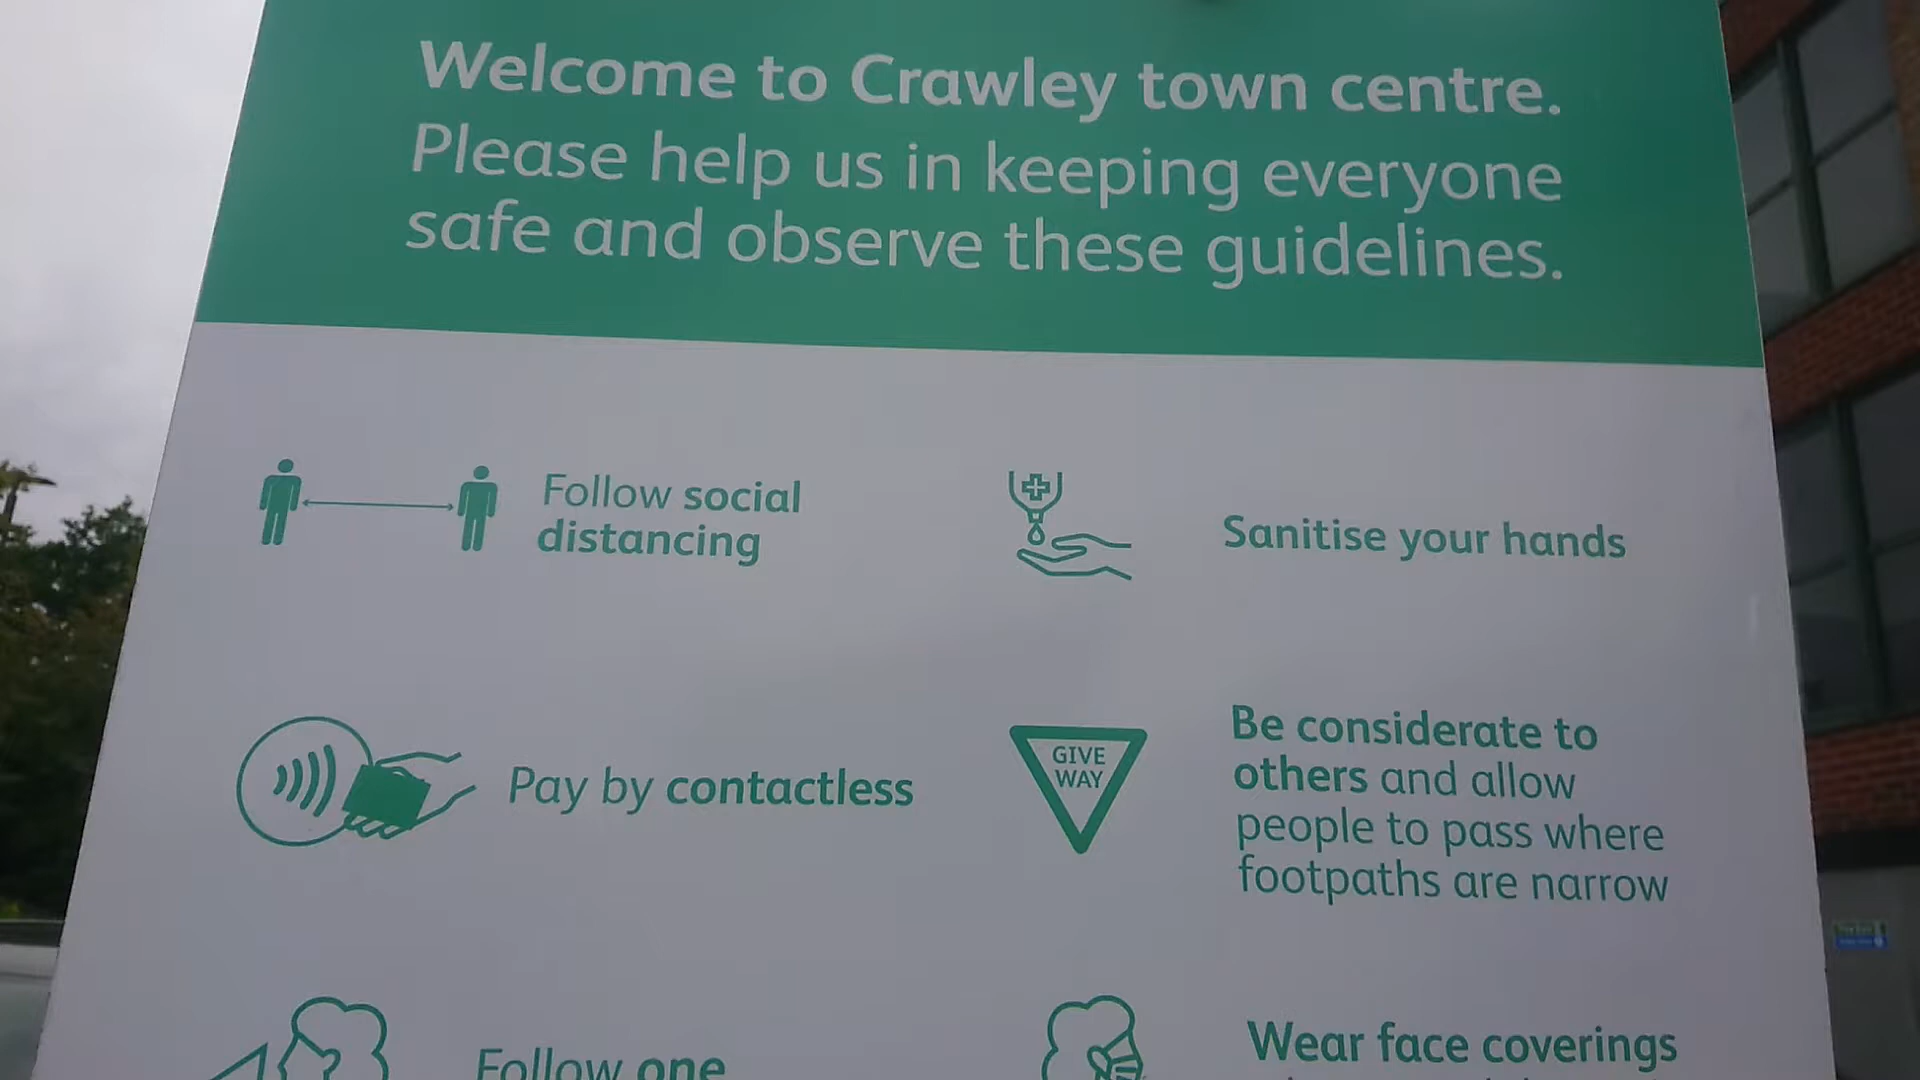 Welcome to Crawley town centre.
Please help us in keeping everyone
safe and observe these guidelines.
Follow social
distancing
Sanitise your hands
Pay by contactless
GIVE
WAY
Be considerate to
others and allow
people to pass where
footpaths are narrow
Follow one
Wear face coverings